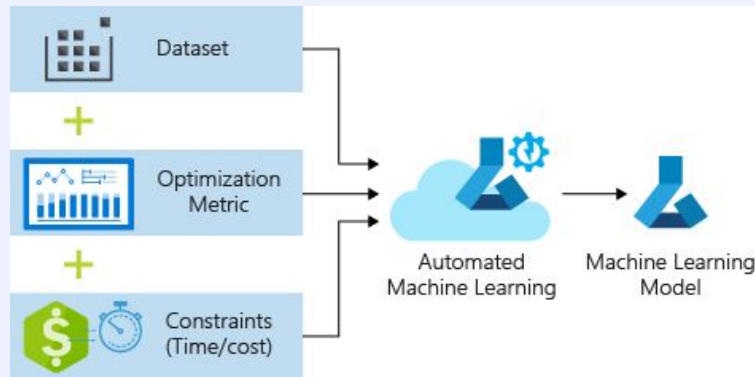 Dataset
Optimization
Metric
Constraints
(Time/cost)
Automated
Machine Learning
Machine Learning
Model